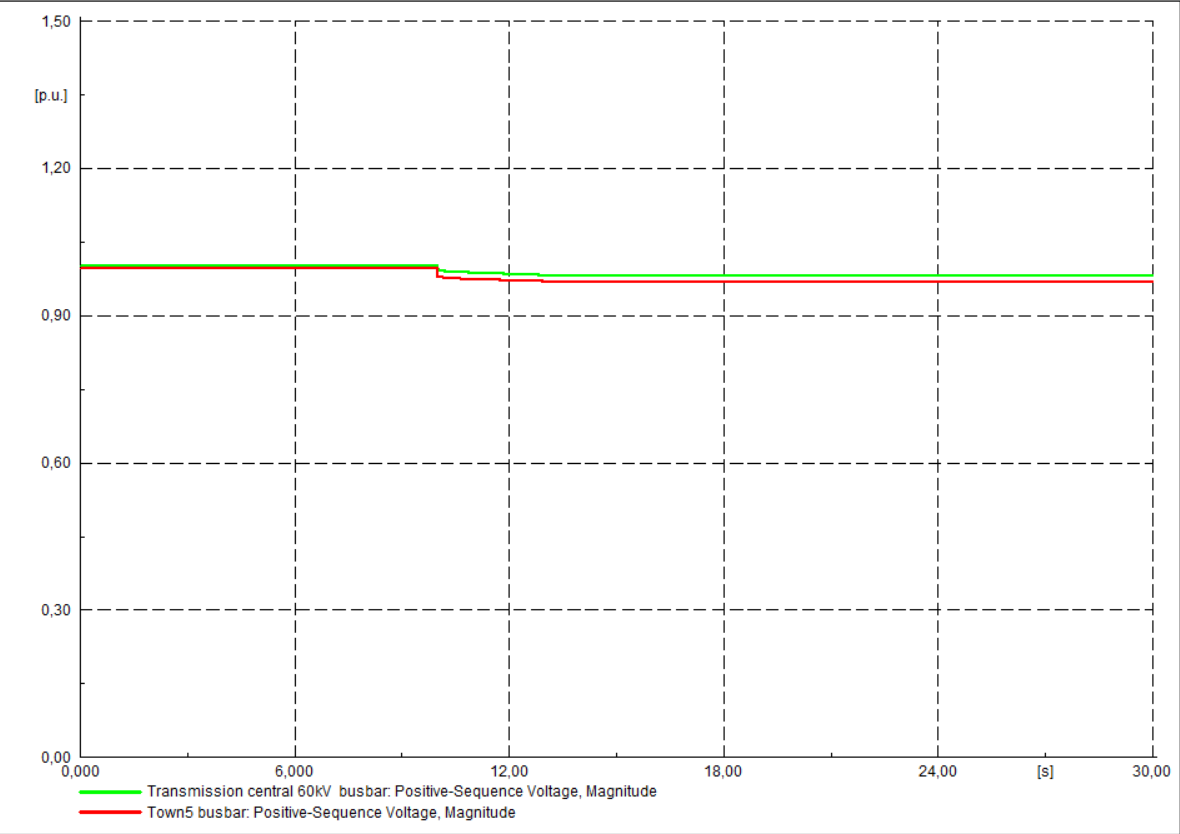 1,50
[p.u.]
1,20
0,90
0,60
0,30
0,00
0,000 6,000 12,00 18,00 24,00 [s] 30,00
Transmission central 60kV busbar: Positive-Sequence Voltage, Magnitude
Town5 busbar: Positive-Sequence Voltage, Magnitude